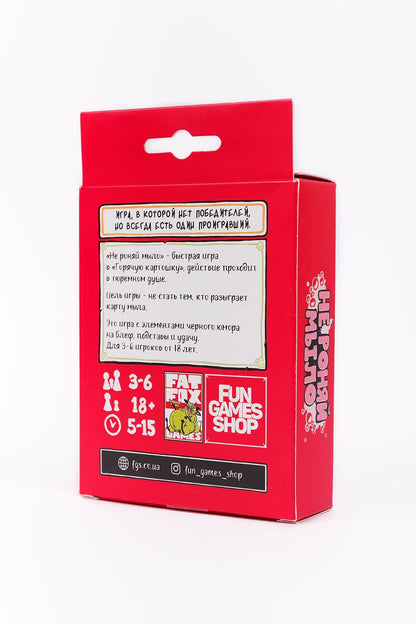 ИГРА, В КОТОРОЙ НЕТ ПОБЕДИТЕЛЕЙ,
НО ВСЕГДА ЕСТЬ ОДИН ПРОИГРАВШИЙ.
«Не роняй мыло» - быстрая игра
в «Горячую картошку», действие проходит
в тюремном душе.
Цель игры - не стать тем, кто разыграет
карту мыла.
Это игра с элементами черного юмора
на блеф, подставы и удачу.
Для 3-6 игроков от 18 лет.
3-6
18+
5-15
FAT
FOX
GAMES
FUN
GAMES
SHOP
fgs.co.ua
fun_games_shop
НЕ РОНЯЙ
МЫЛО